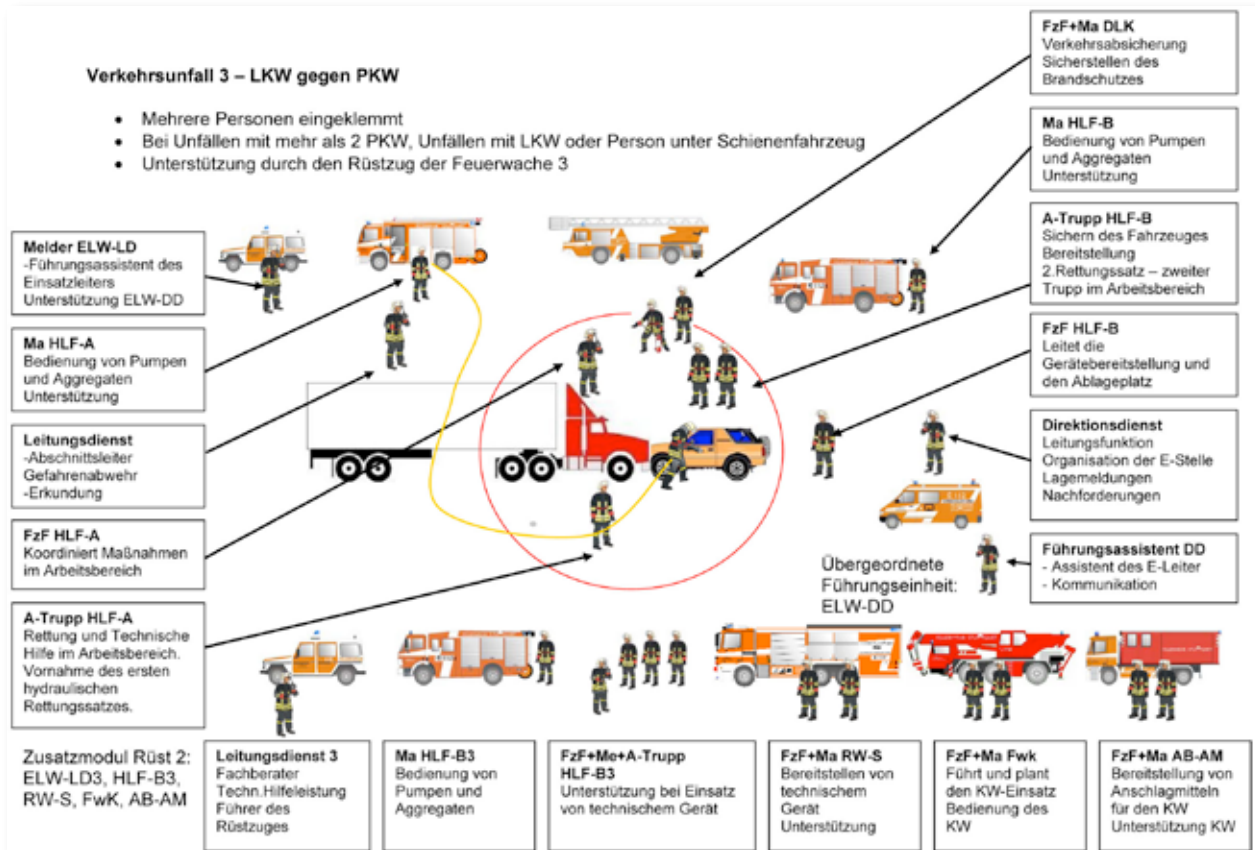 Verkehrsunfall 3 – LKW gegen PKW
• Mehrere Personen eingeklemmt
• Bei Unfällen mit mehr als 2 PKW, Unfällen mit LKW oder Person unter Schienenfahrzeug
• Unterstützung durch den Rüstzug der Feuerwache 3
FzF+Ma DLK
Verkehrsabsicherung
Sicherstellen des
Brandschutzes
Ma HLF-B
Bedienung von Pumpen
und Aggregaten
Unterstützung
A-Trupp HLF-B
Sichern des Fahrzeuges
Bereitstellung
2.Rettungssatz – zweiter
Trupp im Arbeitsbereich
FzF HLF-B
Leitet die
Gerätebereitstellung und
den Ablageplatz
Direktionsdienst
Leitungsfunktion
Organisation der E-Stelle
Lagemeldungen
Nachforderungen
Führungsassistent DD
- Assistent des E-Leiter
- Kommunikation
Melder ELW-LD
-Führungsassistent des
Einsatzleiters
Unterstützung ELW-DD
Ma HLF-A
Bedienung von Pumpen
und Aggregaten
Unterstützung
Leitungsdienst
-Abschnittsleiter
Gefahrenabwehr
-Erkundung
FzF HLF-A
Koordiniert Maßnahmen
im Arbeitsbereich
A-Trupp HLF-A
Rettung und Technische
Hilfe im Arbeitsbereich.
Vornahme des ersten
hydraulischen
Rettungssatzes.
Übergeordnete
Führungseinheit:
ELW-DD
Zusatzmodul Rüst 2:
ELW-LD3, HLF-B3,
RW-S, FwK, AB-AM
Leitungsdienst 3
Fachberater
Techn.Hilfeleistung
Führer des
Rüstzuges
Ma HLF-B3
Bedienung von
Pumpen und
Aggregaten
FzF+Me+A-Trupp
HLF-B3
Unterstützung bei Einsatz
von technischem Gerät
FzF+Ma RW-S
Bereitstellen von
technischem
Gerät
Unterstützung
FzF+Ma Fwk
Führt und plant
den KW-Einsatz
Bedienung des
KW
FzF+Ma AB-AM
Bereitstellung von
Anschlagmitteln
für den KW
Unterstützung KW